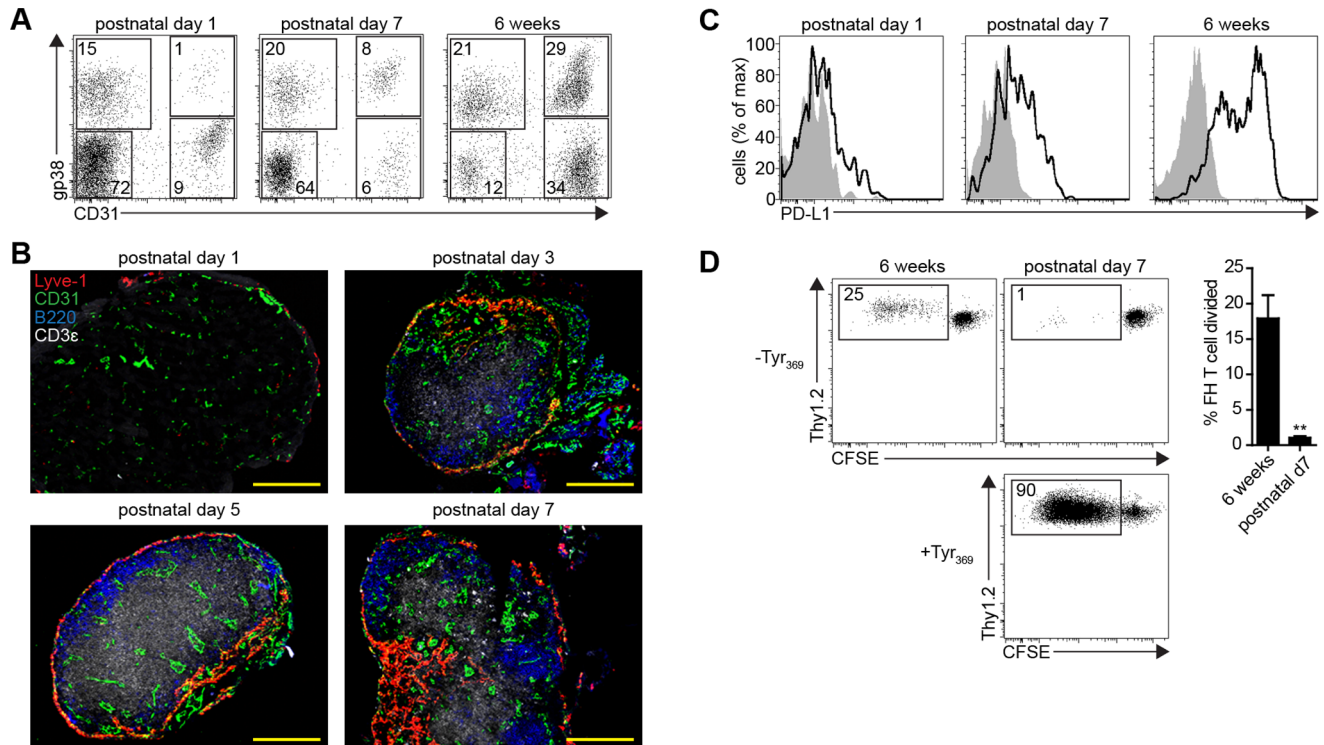 A
postnatal day 1
postnatal day 7
6 weeks
15
1
72
9
20
8
64
6
21
29
12
34
gp38
CD31
B
postnatal day 1
Lyve-1
CD31
B220
CD3ε
postnatal day 3
postnatal day 5
postnatal day 7
C
postnatal day 1
postnatal day 7
6 weeks
cells (% of max)
100
80
60
40
20
0
PD-L1
D
6 weeks
postnatal day 7
25
1
-Tyr369
Thy1.2
CFSE
90
+Tyr369
Thy1.2
CFSE
% FH T cell divided
25
20
15
10
5
0
**
6 weeks
postnatal d7